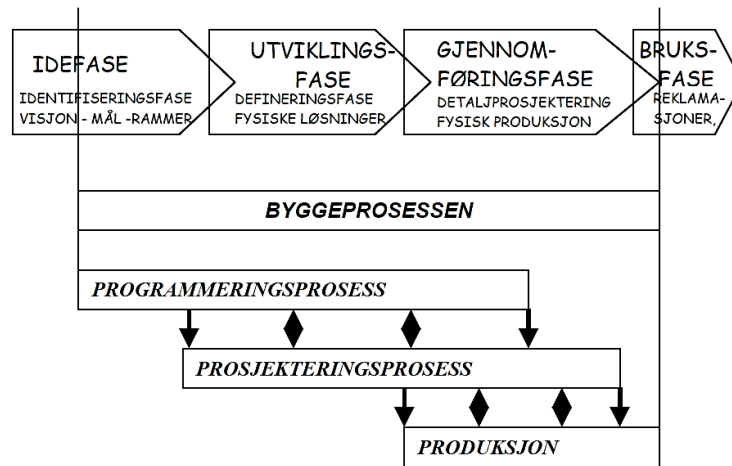 IDEFASE
IDENTIFISERINGSFASE
VISJON - MÅL -RAMMER
UTVIKLINGS-
FASE
DEFINERINGSFASE
FYSISKE LØSNINGER
GJENNOM-
FØRINGSFASE
DETALJPROSJEKTERING
FYSISK PRODUKSJON
BRUKS-
FASE
REKLAMA-
SJONER,
BYGGEPROSESSEN
PROGRAMMERINGSPROSESS
PROSJEKTERINGSPROSESS
PRODUKSJON